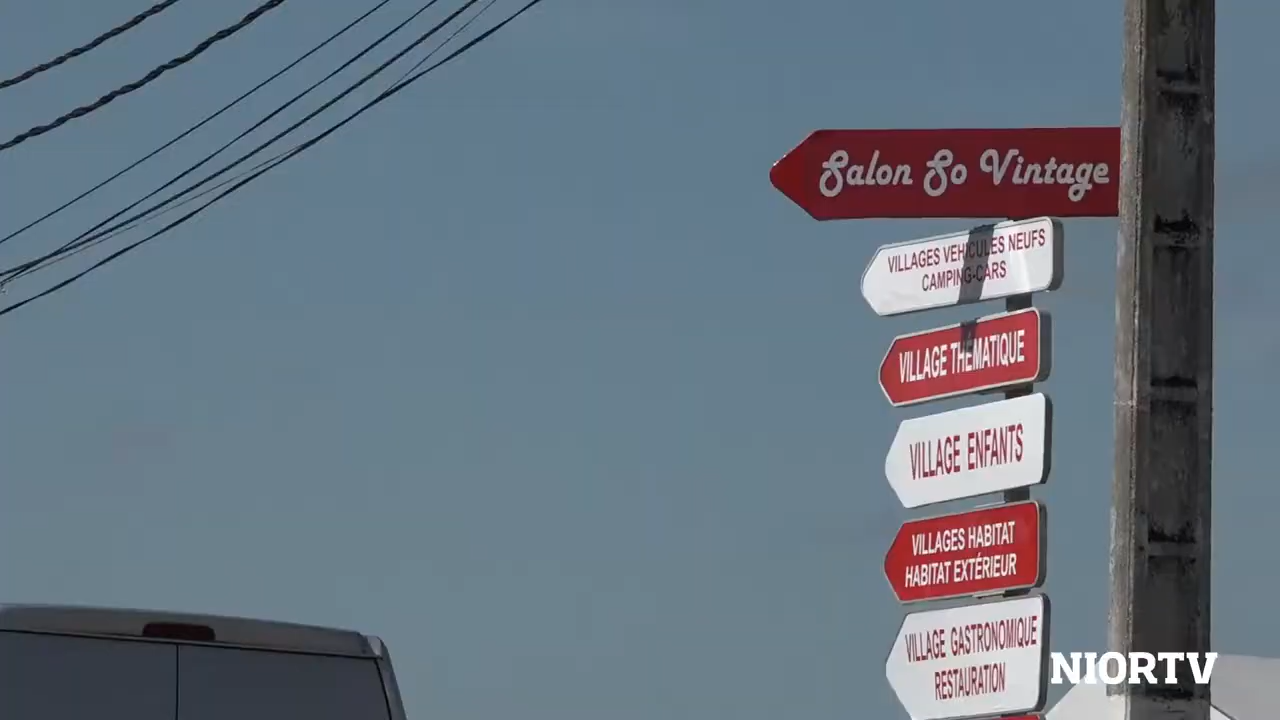 Salon So Vintage
VILLAGES VEHICULES NEUFS
CAMPING-CARS
VILLAGE THEMATIQUE
VILLAGE ENFANTS
VILLAGES HABITAT
HABITAT EXTÉRIEUR
VILLAGE GASTRONOMIQUE
RESTAURATION
NIORTV